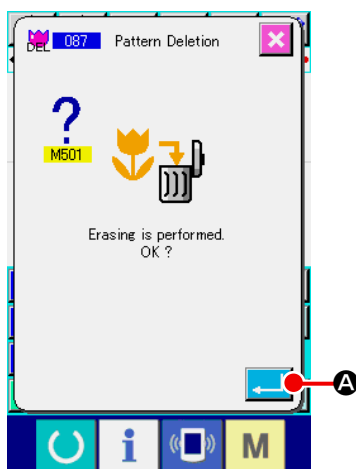 DEL 087 Pattern Deletion
?
M501
Erasing is performed.
OK ?
A
i
M